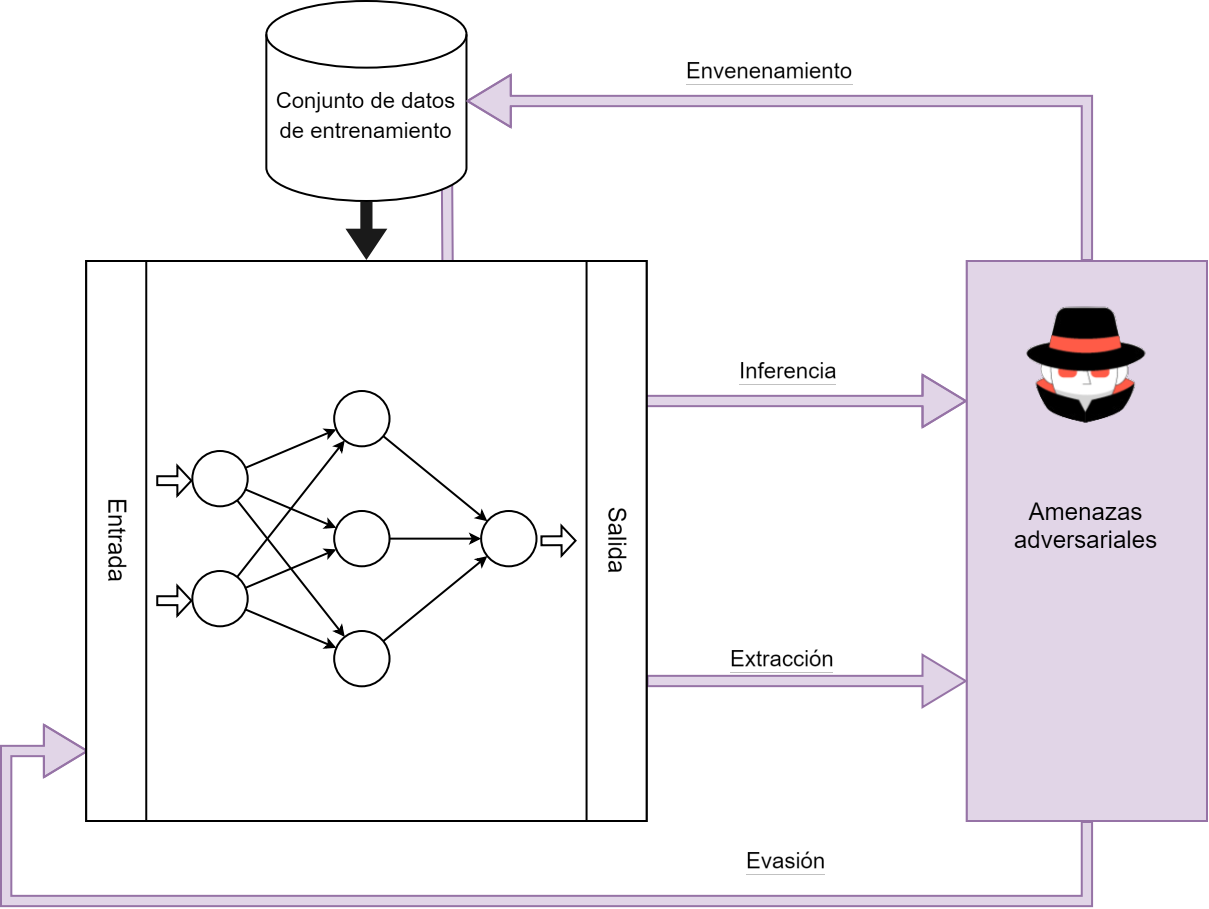 Envenenamiento
Conjunto de datos
de entrenamiento
Inferencia
Entrada
Salida
Amenazas
adversariales
Extracción
Evasión